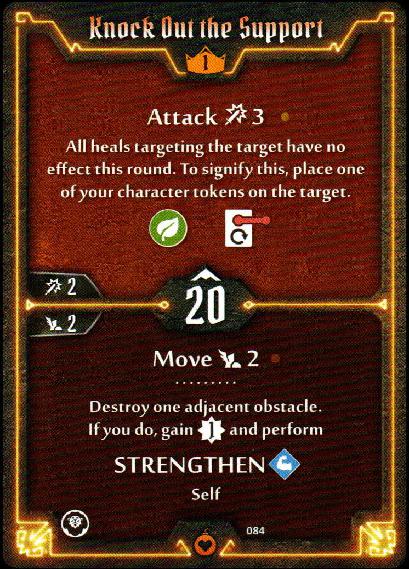 Knock Out the Support
1
Attack 3
All heals targeting the target have no
effect this round. To signify this, place one
of your character tokens on the target.
2
20
2
Move 2
Destroy one adjacent obstacle.
If you do, gain 1 and perform
STRENGTHEN
Self
084